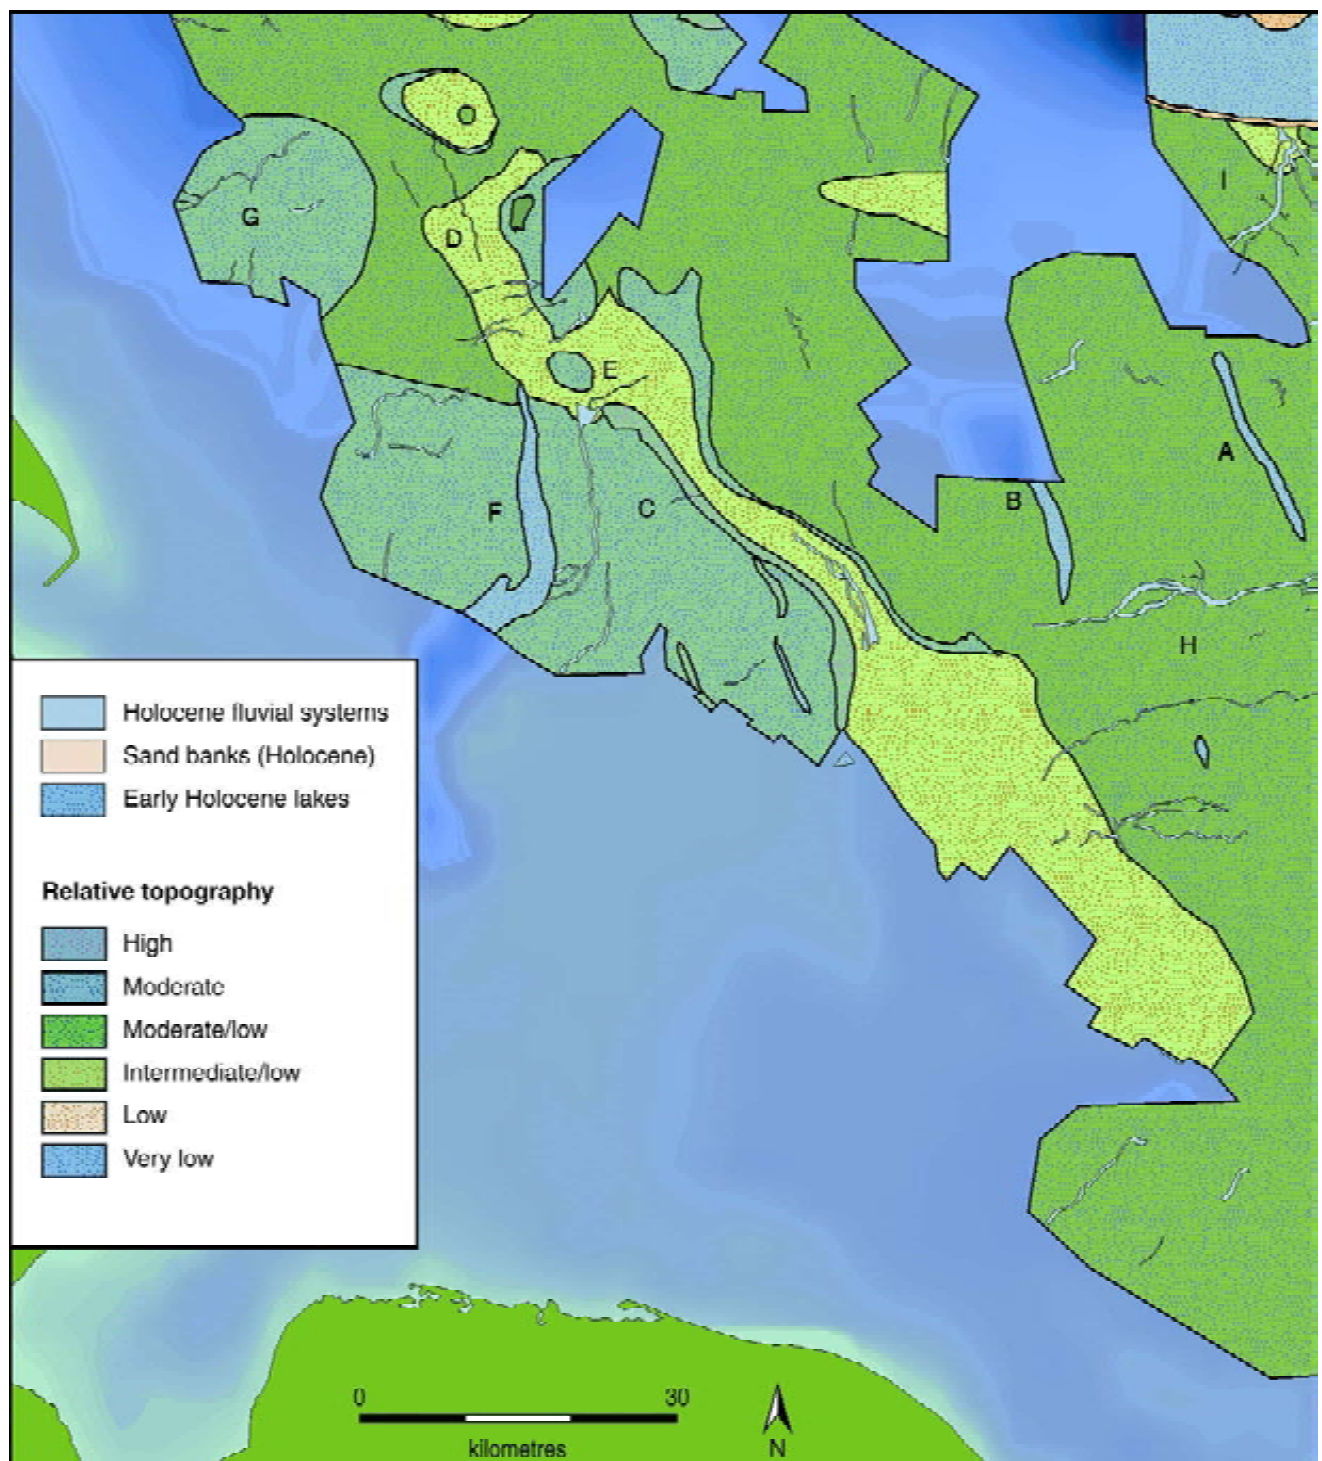 O
G
D
I
E
A
F
C
B
H
Holocene fluvial systems
Sand banks (Holocene)
Early Holocene lakes
Relative topography
High
Moderate
Moderate/low
Intermediate/low
Low
Very low
0 30
kilometres
N